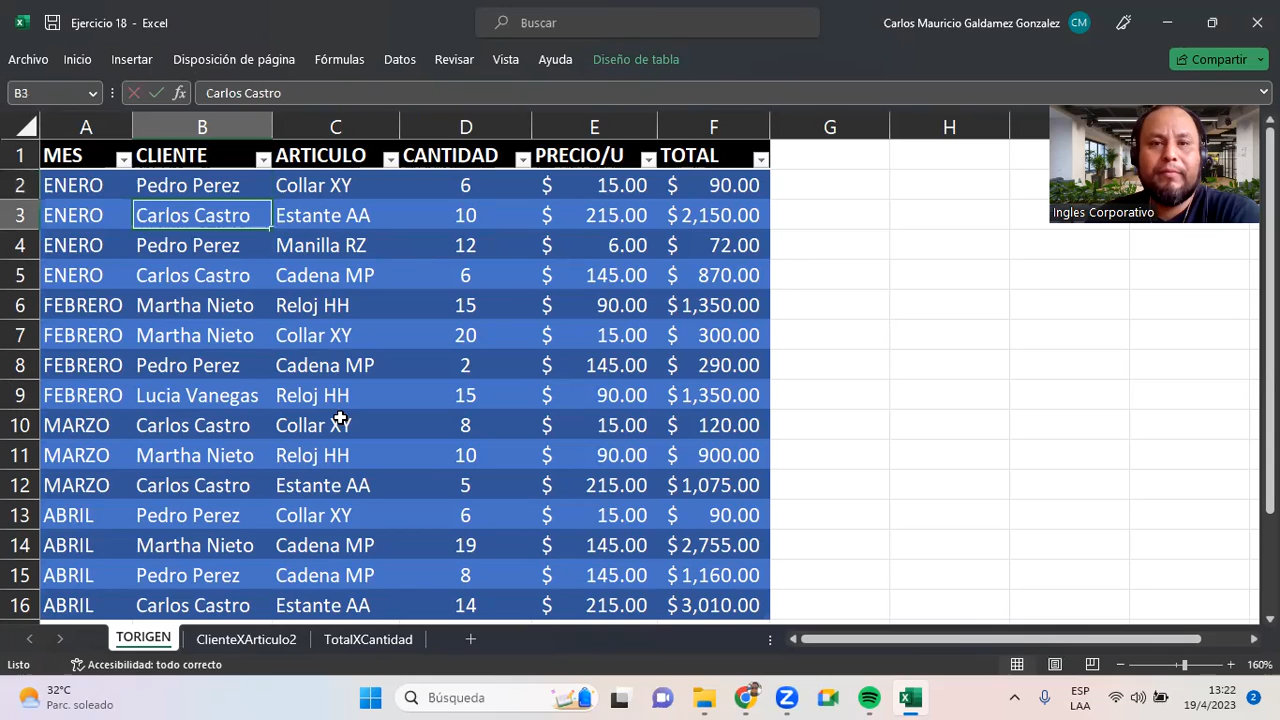 Ejercicio 18 - Excel
Buscar
Carlos Mauricio Galdamez Gonzalez CM
Archivo Inicio Insertar Disposición de página Fórmulas Datos Revisar Vista Ayuda Diseño de tabla Compartir
B3 fx Carlos Castro
A B C D E F G H
1 MES CLIENTE ARTICULO CANTIDAD PRECIO/U TOTAL
2 ENERO Pedro Perez Collar XY 6 $ 15.00 $ 90.00
3 ENERO Carlos Castro Estante AA 10 $ 215.00 $ 2,150.00
4 ENERO Pedro Perez Manilla RZ 12 $ 6.00 $ 72.00
5 ENERO Carlos Castro Cadena MP 6 $ 145.00 $ 870.00
6 FEBRERO Martha Nieto Reloj HH 15 $ 90.00 $ 1,350.00
7 FEBRERO Martha Nieto Collar XY 20 $ 15.00 $ 300.00
8 FEBRERO Pedro Perez Cadena MP 2 $ 145.00 $ 290.00
9 FEBRERO Lucia Vanegas Reloj HH 15 $ 90.00 $ 1,350.00
10 MARZO Carlos Castro Collar XY 8 $ 15.00 $ 120.00
11 MARZO Martha Nieto Reloj HH 10 $ 90.00 $ 900.00
12 MARZO Carlos Castro Estante AA 5 $ 215.00 $ 1,075.00
13 ABRIL Pedro Perez Collar XY 6 $ 15.00 $ 90.00
14 ABRIL Martha Nieto Cadena MP 19 $ 145.00 $ 2,755.00
15 ABRIL Pedro Perez Cadena MP 8 $ 145.00 $ 1,160.00
16 ABRIL Carlos Castro Estante AA 14 $ 215.00 $ 3,010.00
Ingles Corporativo
TORIGEN ClienteXArticulo2 TotalXCantidad
Listo Accesibilidad: todo correcto 160%
32°C
Parc. soleado
Búsqueda
ESP
LAA
13:22
19/4/2023
2